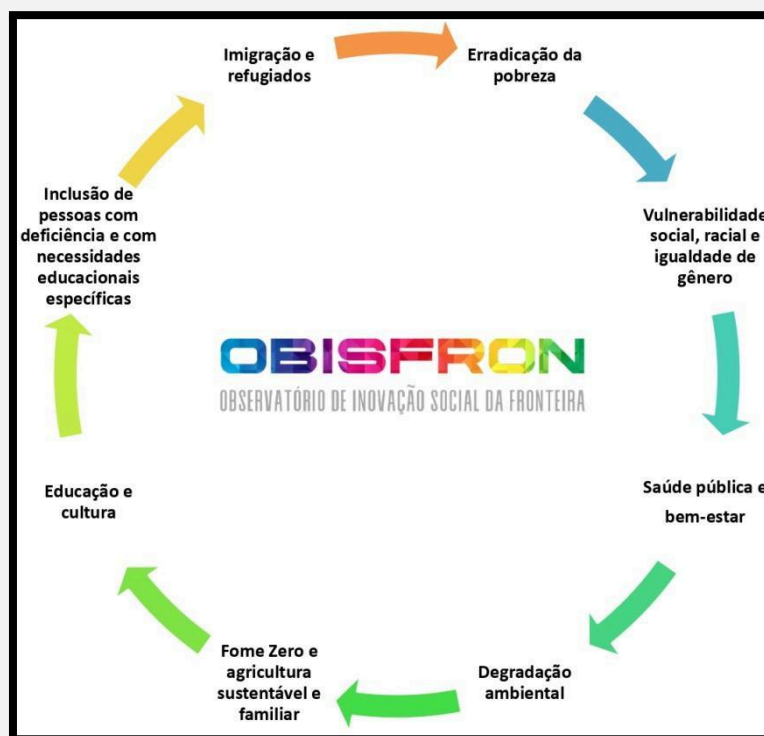 Imigração e
refugiados
Erradicação da
pobreza
Vulnerabilidade
social, racial e
igualdade de
gênero
Saúde pública e
bem-estar
Degradação
ambiental
Fome Zero e
agricultura
sustentável e
familiar
Educação e
cultura
Inclusão de
pessoas com
deficiência e com
necessidades
educacionais
específicas
OBISFRON
OBSERVATÓRIO DE INOVAÇÃO SOCIAL DA FRONTEIRA